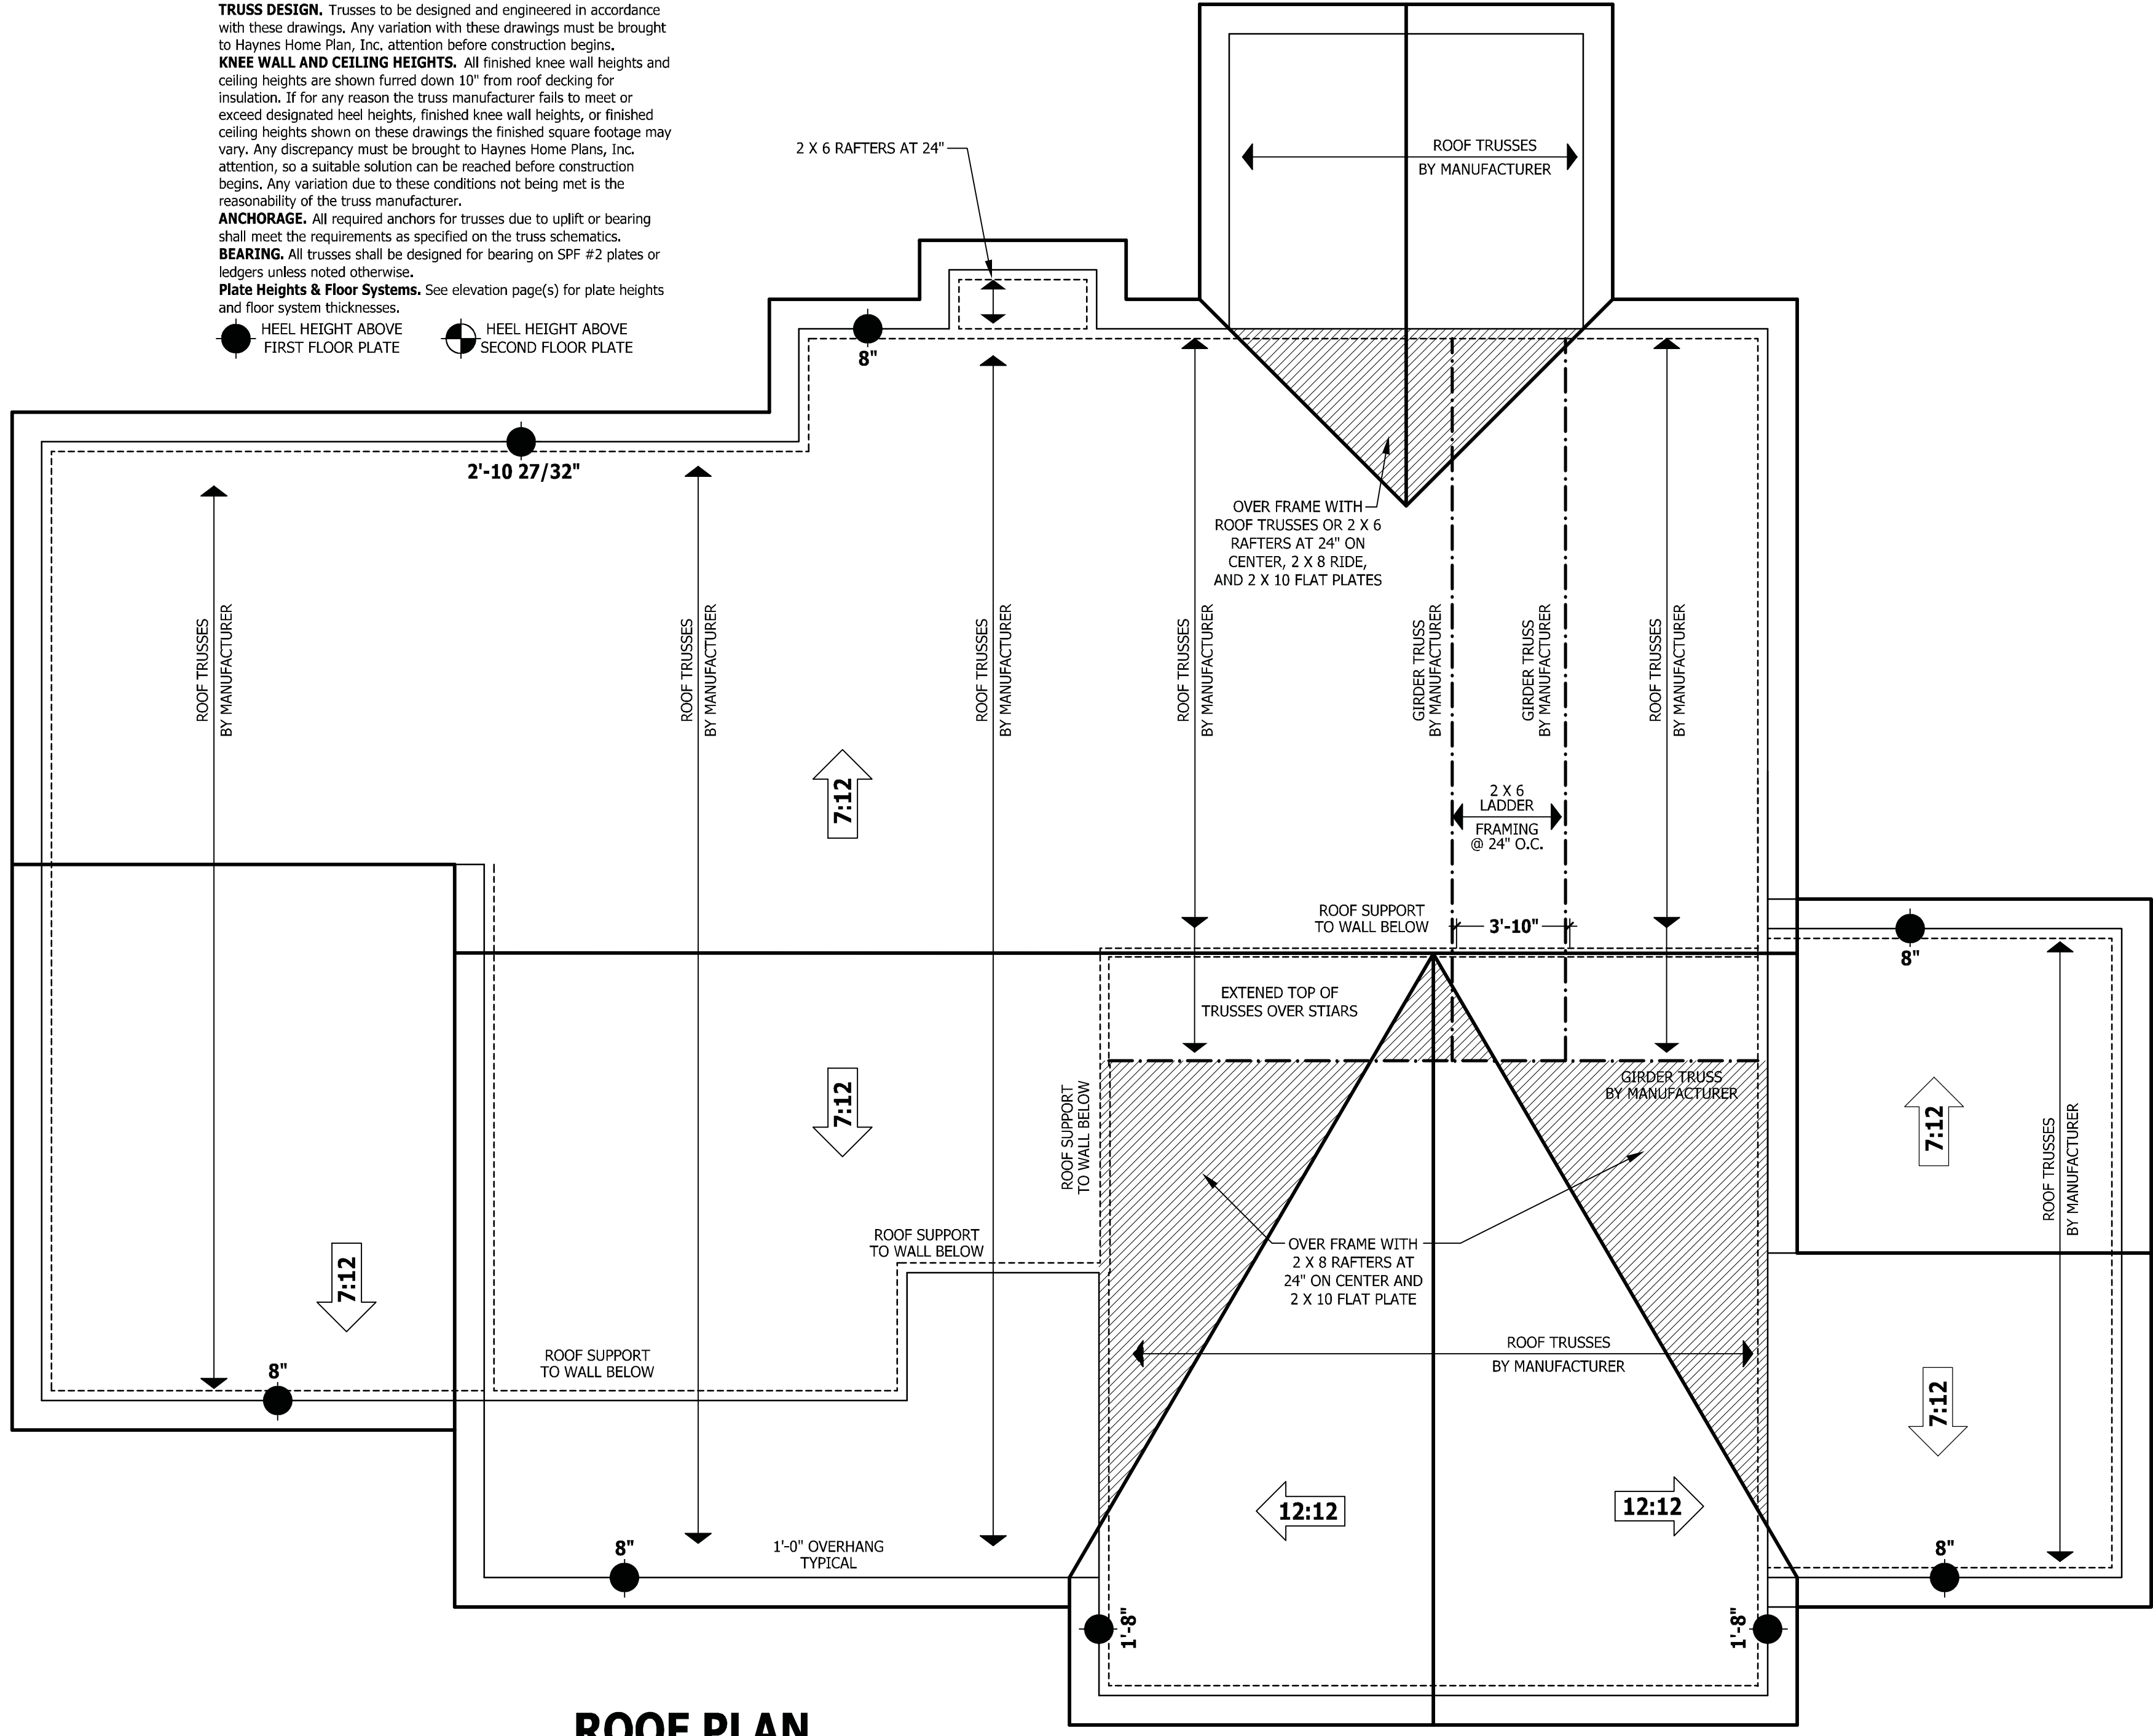 TRUSS DESIGN. Trusses to be designed and engineered in accordance
with these drawings. Any variation with these drawings must be brought
to Haynes Home Plan, Inc. attention before construction begins.
KNEE WALL AND CEILING HEIGHTS. All finished knee wall heights and
ceiling heights are shown furred down 10" from roof decking for
insulation. If for any reason the truss manufacturer fails to meet or
exceed designated heel heights, finished knee wall heights, or finished
ceiling heights shown on these drawings the finished square footage may
vary. Any discrepancy must be brought to Haynes Home Plans, Inc.
attention, so a suitable solution can be reached before construction
begins. Any variation due to these conditions not being met is the
reasonability of the truss manufacturer.
ANCHORAGE. All required anchors for trusses due to uplift or bearing
shall meet the requirements as specified on the truss schematics.
BEARING. All trusses shall be designed for bearing on SPF #2 plates or
ledgers unless noted otherwise.
Plate Heights & Floor Systems. See elevation page(s) for plate heights
and floor system thicknesses.
HEEL HEIGHT ABOVE
FIRST FLOOR PLATE
HEEL HEIGHT ABOVE
SECOND FLOOR PLATE
2 X 6 RAFTERS AT 24"
ROOF TRUSSES
BY MANUFACTURER
8"
2'-10 27/32"
OVER FRAME WITH
ROOF TRUSSES OR 2 X 6
RAFTERS AT 24" ON
CENTER, 2 X 8 RIDE,
AND 2 X 10 FLAT PLATES
ROOF TRUSSES
BY MANUFACTURER
ROOF TRUSSES
BY MANUFACTURER
ROOF TRUSSES
BY MANUFACTURER
ROOF TRUSSES
BY MANUFACTURER
GIRDER TRUSS
BY MANUFACTURER
GIRDER TRUSS
BY MANUFACTURER
ROOF TRUSSES
BY MANUFACTURER
7:12
2 X 6
LADDER
FRAMING
@ 24" O.C.
ROOF SUPPORT
TO WALL BELOW
3'-10"
8"
EXTENED TOP OF
TRUSSES OVER STIARS
GIRDER TRUSS
BY MANUFACTURER
7:12
ROOF SUPPORT
TO WALL BELOW
7:12
ROOF TRUSSES
BY MANUFACTURER
ROOF SUPPORT
TO WALL BELOW
OVER FRAME WITH
2 X 8 RAFTERS AT
24" ON CENTER AND
2 X 10 FLAT PLATE
7:12
ROOF TRUSSES
BY MANUFACTURER
ROOF SUPPORT
TO WALL BELOW
8"
7:12
12:12
12:12
8"
1'-0" OVERHANG
TYPICAL
8"
1'-8"
1'-8"
ROOF PLAN